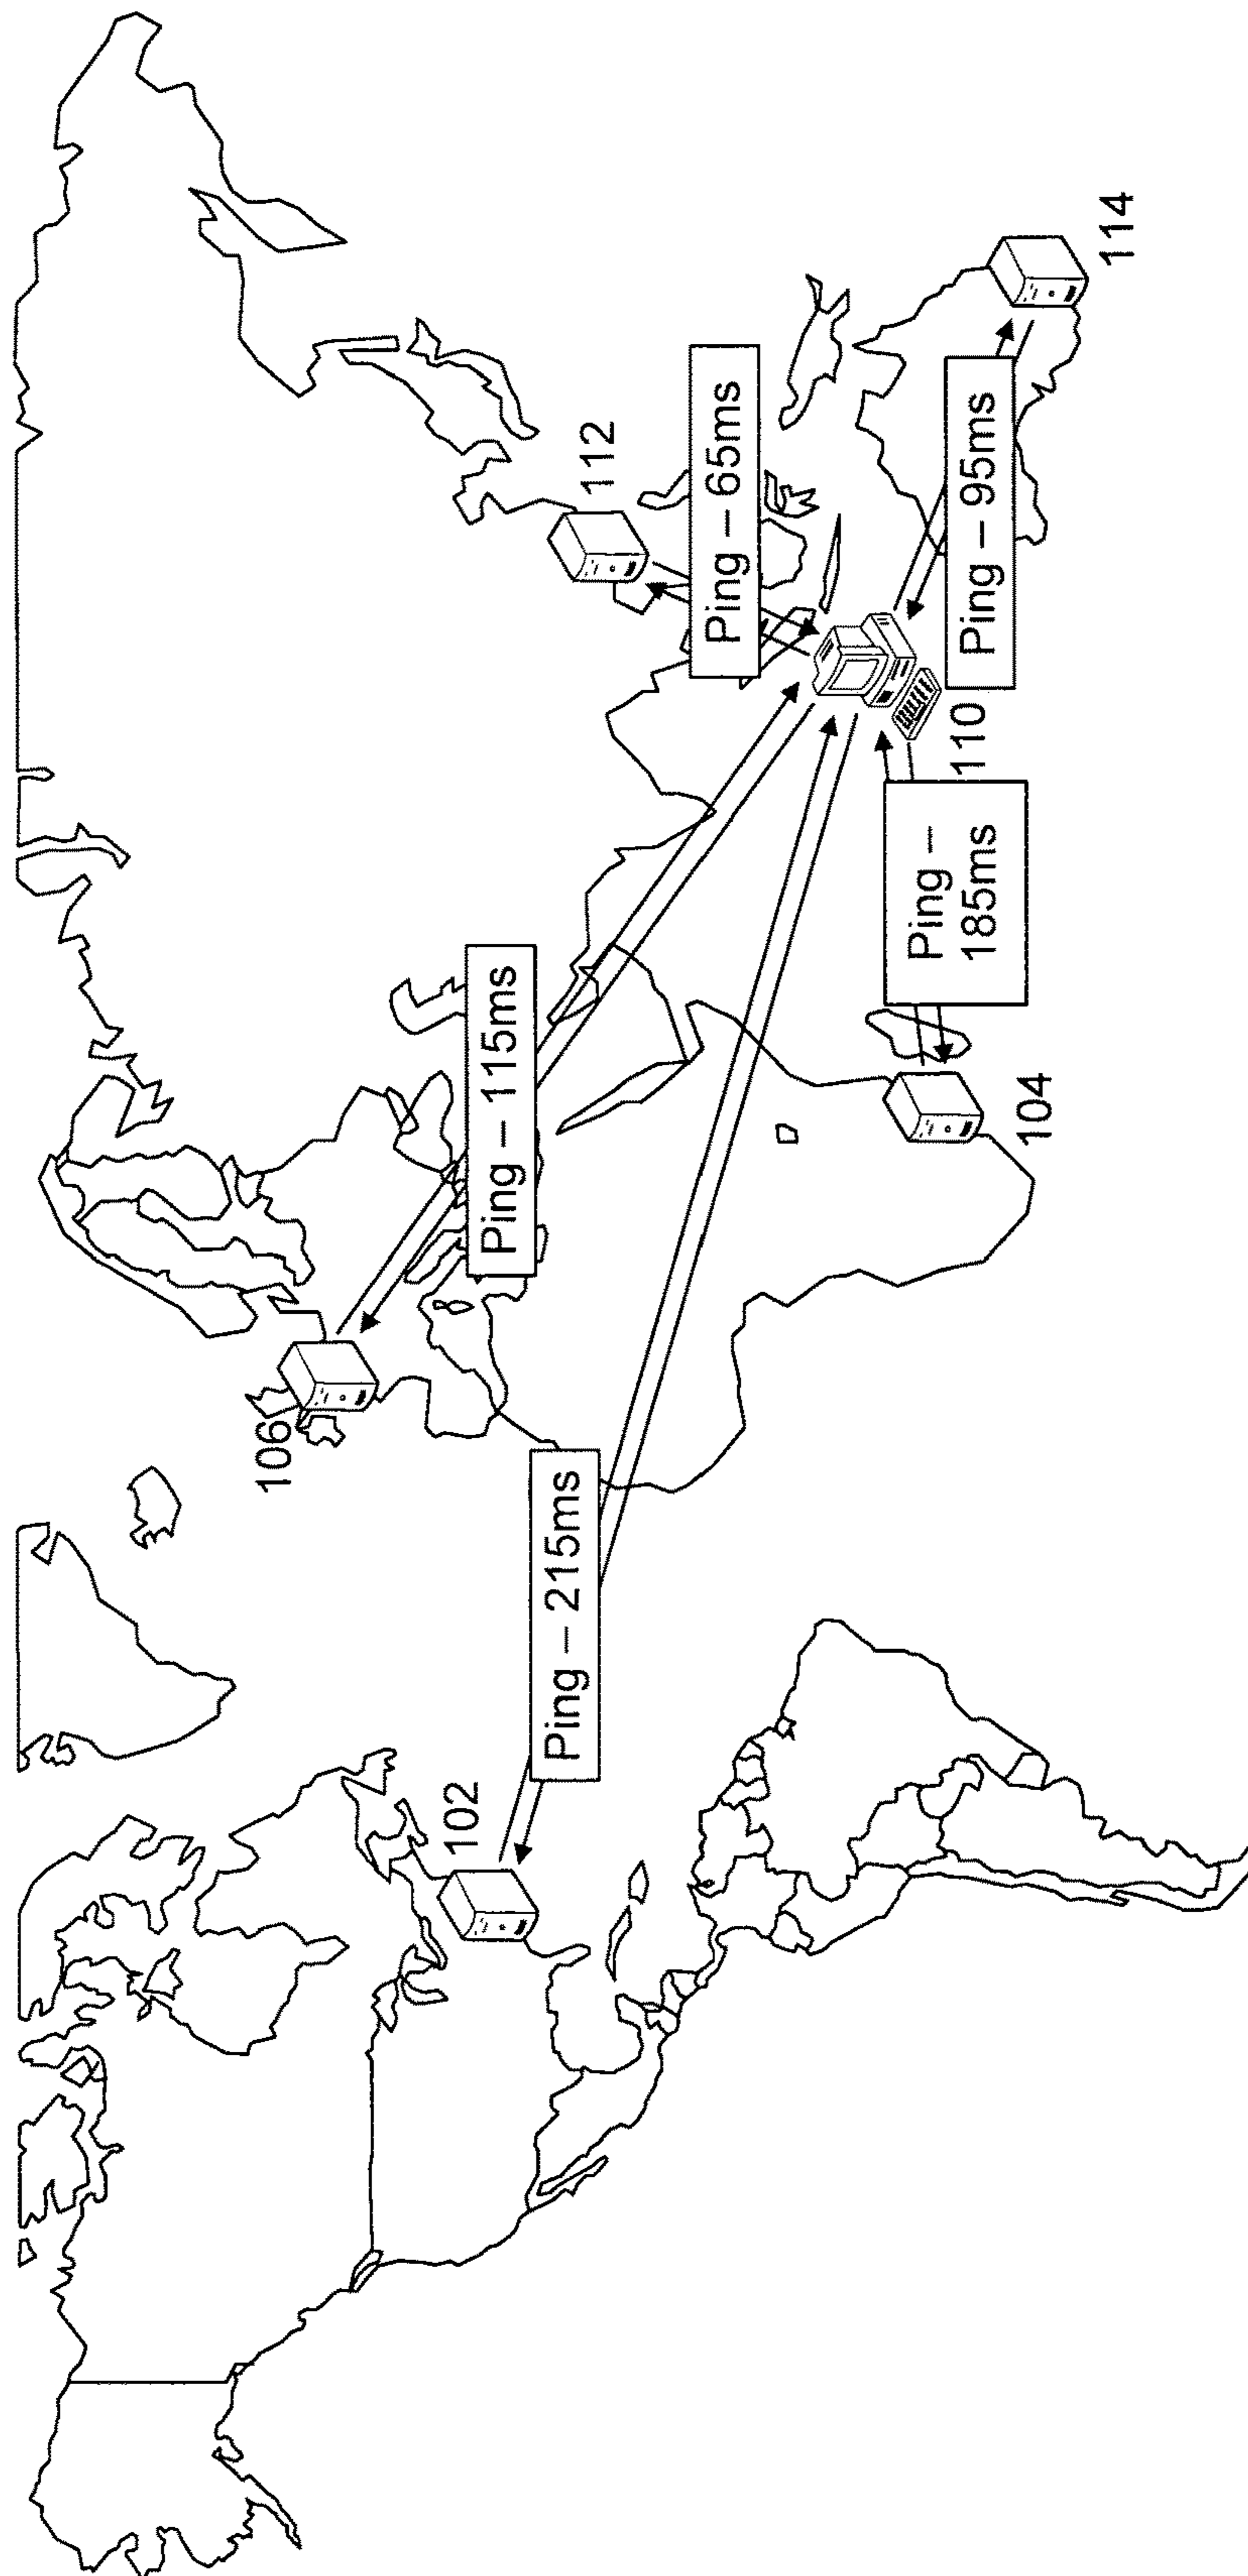 106
Ping – 115ms
112
102
Ping – 215ms
Ping – 65ms
Ping –
185ms
110
Ping – 95ms
104
114